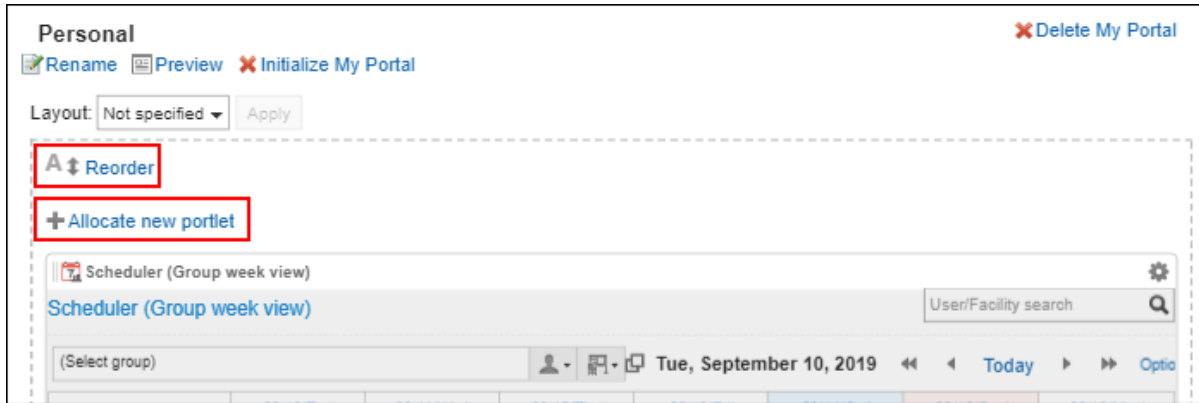 Personal
Delete My Portal
Rename Preview Initialize My Portal
Layout: Not specified Apply
A Reorder
Allocate new portlet
Scheduler (Group week view)
Scheduler (Group week view)
User/Facility search
(Select group) Tue, September 10, 2019 Today Optio